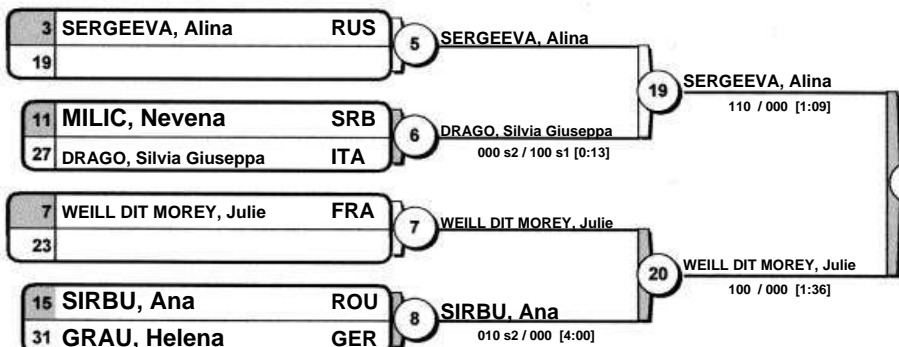 3 SERGEEVA, Alina RUS
19
5
SERGEEVA, Alina
11 MILIC, Nevena SRB
27 DRAGO, Silvia Giuseppa ITA
6
DRAGO, Silvia Giuseppa
000 s2 / 100 s1 [0:13]
19
SERGEEVA, Alina
110 / 000 [1:09]
7 WEILL DIT MOREY, Julie FRA
23
7
WEILL DIT MOREY, Julie
15 SIRBU, Ana ROU
31 GRAU, Helena GER
8
SIRBU, Ana
010 s2 / 000 [4:00]
20
WEILL DIT MOREY, Julie
100 / 000 [1:36]